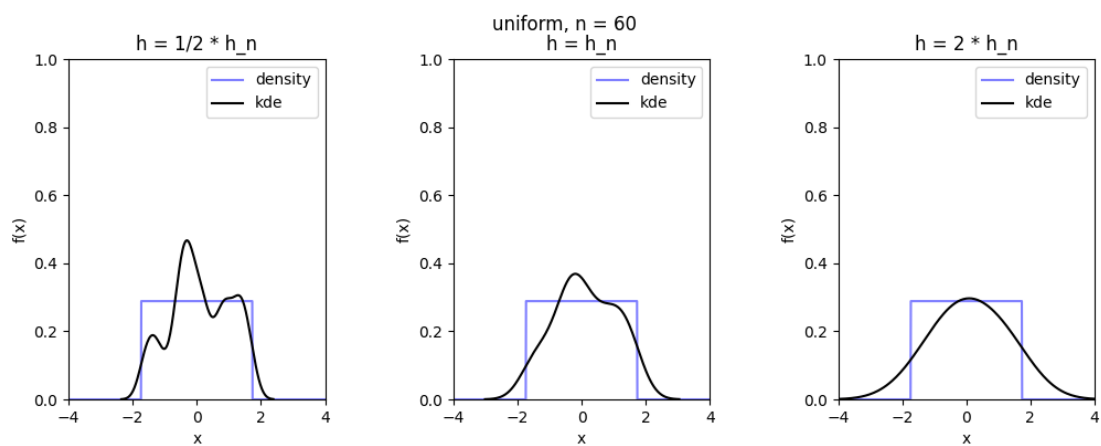 uniform, n = 60
h = 1/2 * h_n
1.0
0.8
0.6
0.4
0.2
0.0
f(x)
density
kde
−4
−2
0
2
4
x
h = h_n
1.0
0.8
0.6
0.4
0.2
0.0
f(x)
density
kde
−4
−2
0
2
4
x
h = 2 * h_n
1.0
0.8
0.6
0.4
0.2
0.0
f(x)
density
kde
−4
−2
0
2
4
x